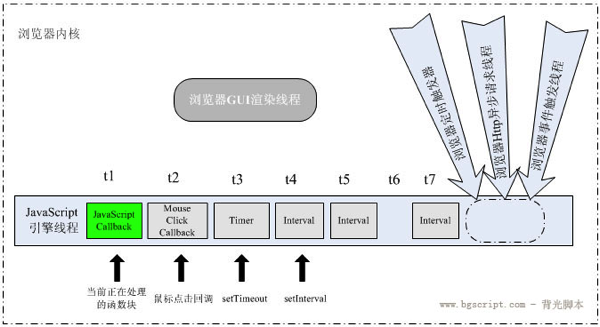 浏览器内核
浏览器GUI渲染线程
浏览器定时触发器
浏览器Http异步请求线程
浏览器事件触发线程
t1
t2
t3
t4
t5
t6
t7
JavaScript
引擎线程
JavaScript
Callback
Mouse
Click
Callback
Timer
Interval
Interval
Interval
当前正在处理
的函数块
鼠标点击回调
setTimeout
setInterval
www.bgscript.com - 背光脚本